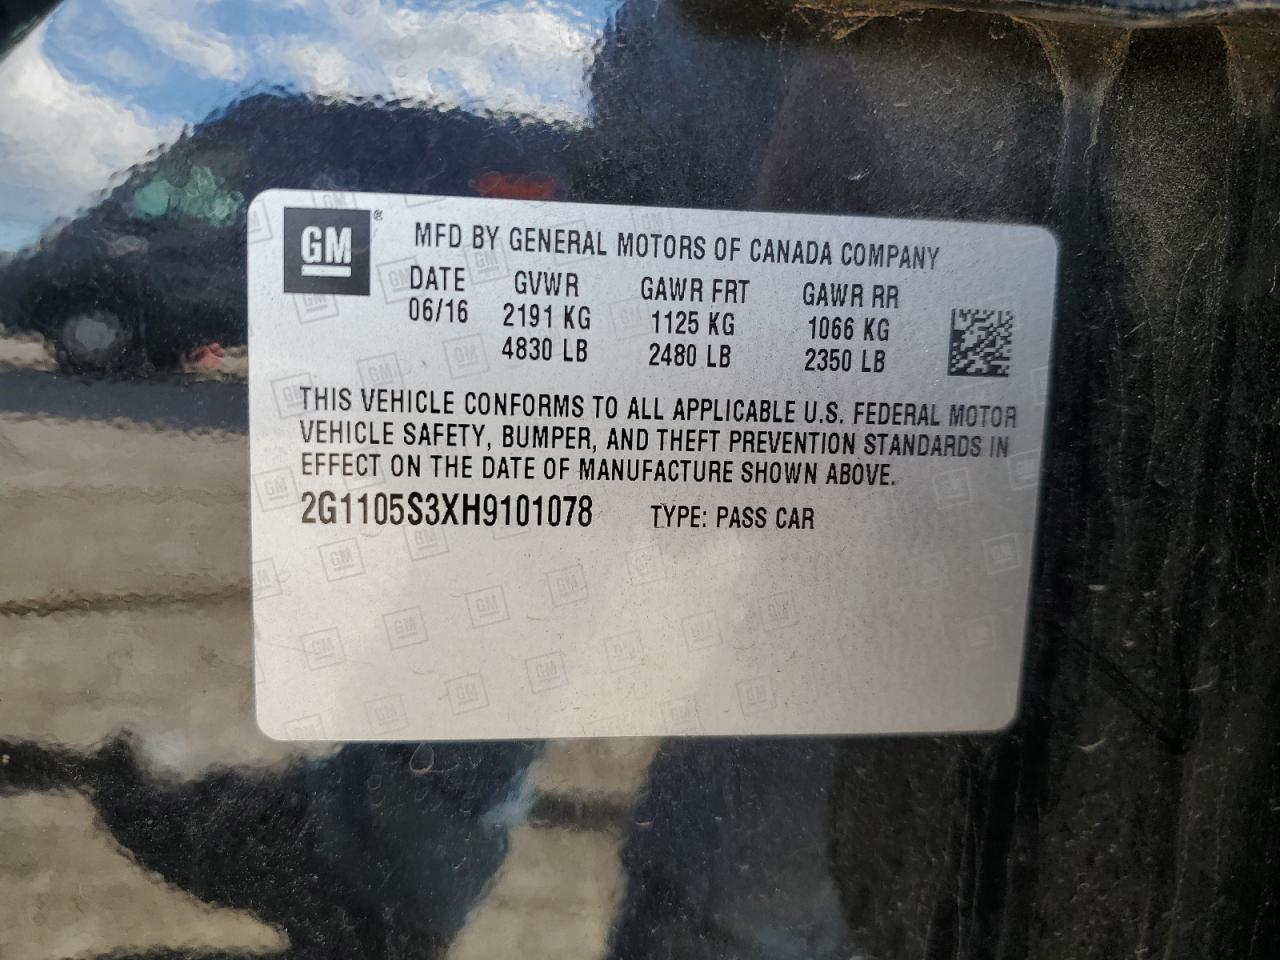 GM ®
MFD BY GENERAL MOTORS OF CANADA COMPANY
DATE GVWR GAWR FRT GAWR RR
06/16 2191 KG 1125 KG 1066 KG
4830 LB 2480 LB 2350 LB
THIS VEHICLE CONFORMS TO ALL APPLICABLE U.S. FEDERAL MOTOR
VEHICLE SAFETY, BUMPER, AND THEFT PREVENTION STANDARDS IN
EFFECT ON THE DATE OF MANUFACTURE SHOWN ABOVE.
2G1105S3XH9101078 TYPE: PASS CAR